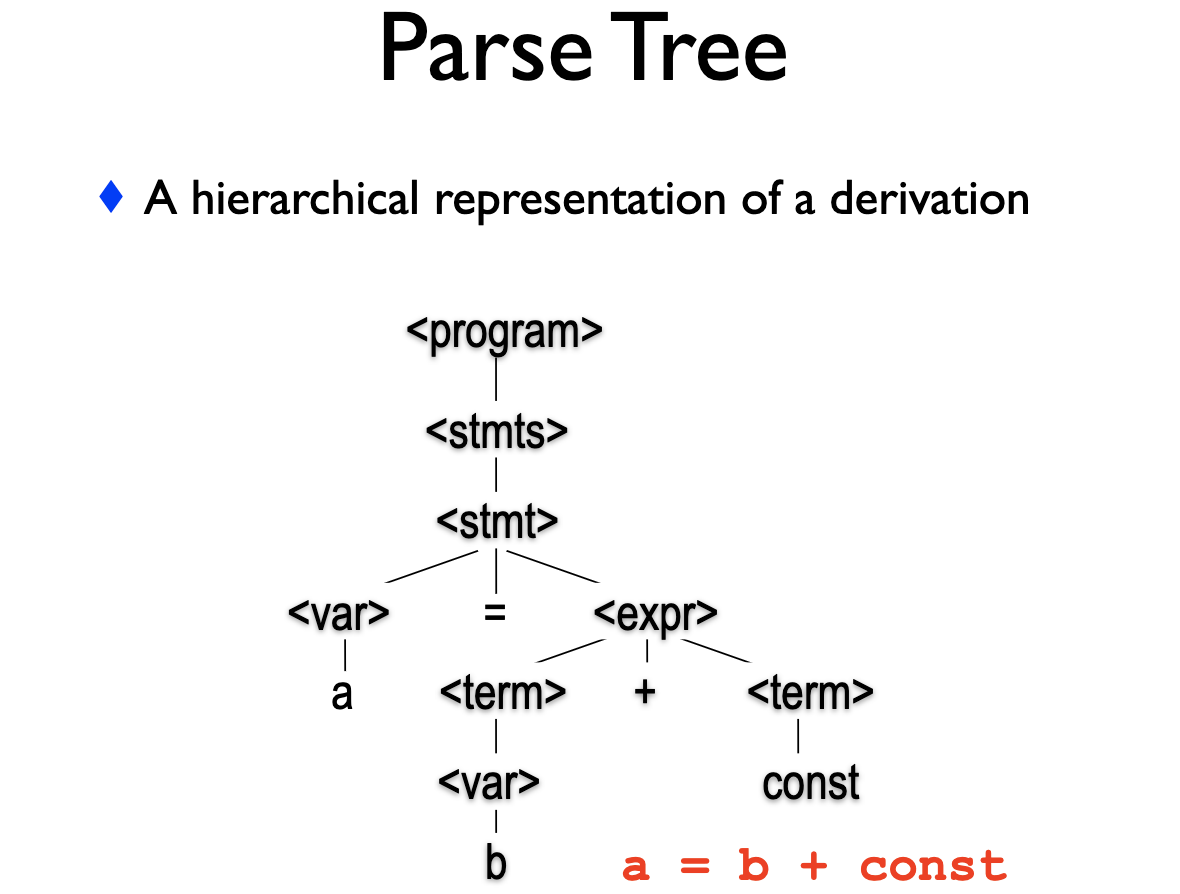 Parse Tree
♦ A hierarchical representation of a derivation
<program>
<stmts>
<stmt>
<var> = <expr>
a <term> + <term>
<var> const
b a = b + const